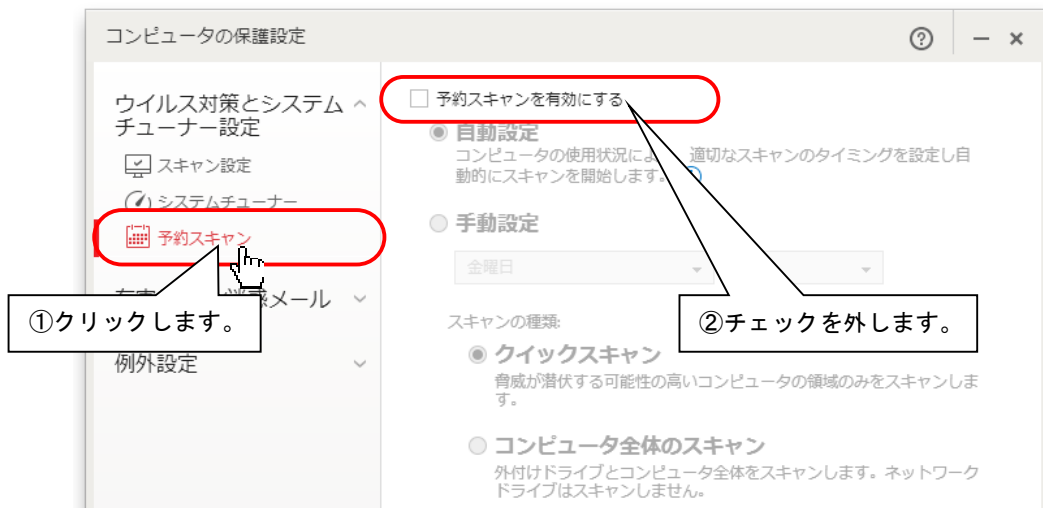 コンピュータの保護設定
ウイルス対策とシステム
チューナー設定
スキャン設定
システムチューナー
予約スキャン
迷惑メール
①クリックします。
例外設定
予約スキャンを有効にする
自動設定
コンピュータの使用状況によ 適切なスキャンのタイミングを設定し自
動的にスキャンを開始します。
手動設定
金曜日
②チェックを外します。
スキャンの種類:
クイックスキャン
脅威が潜伏する可能性の高いコンピュータの領域のみをスキャンしま
す。
コンピュータ全体のスキャン
外付けドライブとコンピュータ全体をスキャンします。ネットワーク
ドライブはスキャンしません。